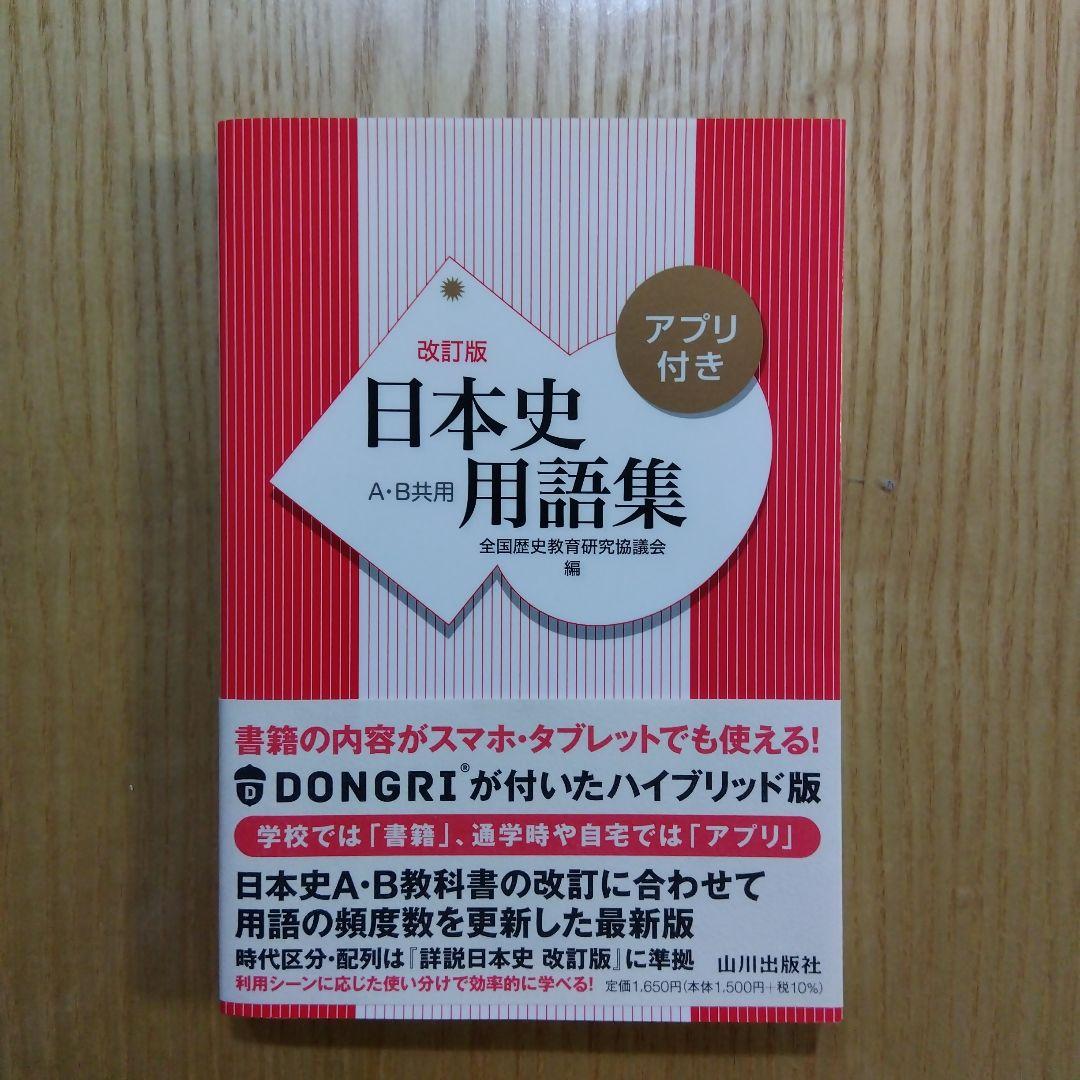 アプリ
付き
改訂版
日本史
A・B共用
用語集
全国歴史教育研究協議会
編
書籍の内容がスマホ・タブレットでも使える!
D DONGRI®が付いたハイブリッド版
学校では「書籍」、通学時や自宅では「アプリ」
日本史A・B教科書の改訂に合わせて
用語の頻度数を更新した最新版
時代区分・配列は『詳説日本史 改訂版』に準拠 山川出版社
利用シーンに応じた使い分けで効率的に学べる! 定価1,650円(本体1,500円+税10%)